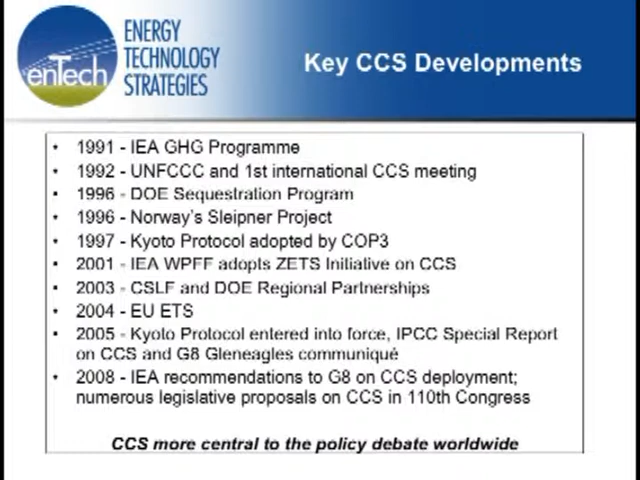 enTech
ENERGY
TECHNOLOGY
STRATEGIES
Key CCS Developments
• 1991 - IEA GHG Programme
• 1992 - UNFCCC and 1st international CCS meeting
• 1996 - DOE Sequestration Program
• 1996 - Norway's Sleipner Project
• 1997 - Kyoto Protocol adopted by COP3
• 2001 - IEA WPFF adopts ZETS Initiative on CCS
• 2003 - CSLF and DOE Regional Partnerships
• 2004 - EU ETS
• 2005 - Kyoto Protocol entered into force, IPCC Special Report
on CCS and G8 Gleneagles communiqué
• 2008 - IEA recommendations to G8 on CCS deployment;
numerous legislative proposals on CCS in 110th Congress
CCS more central to the policy debate worldwide